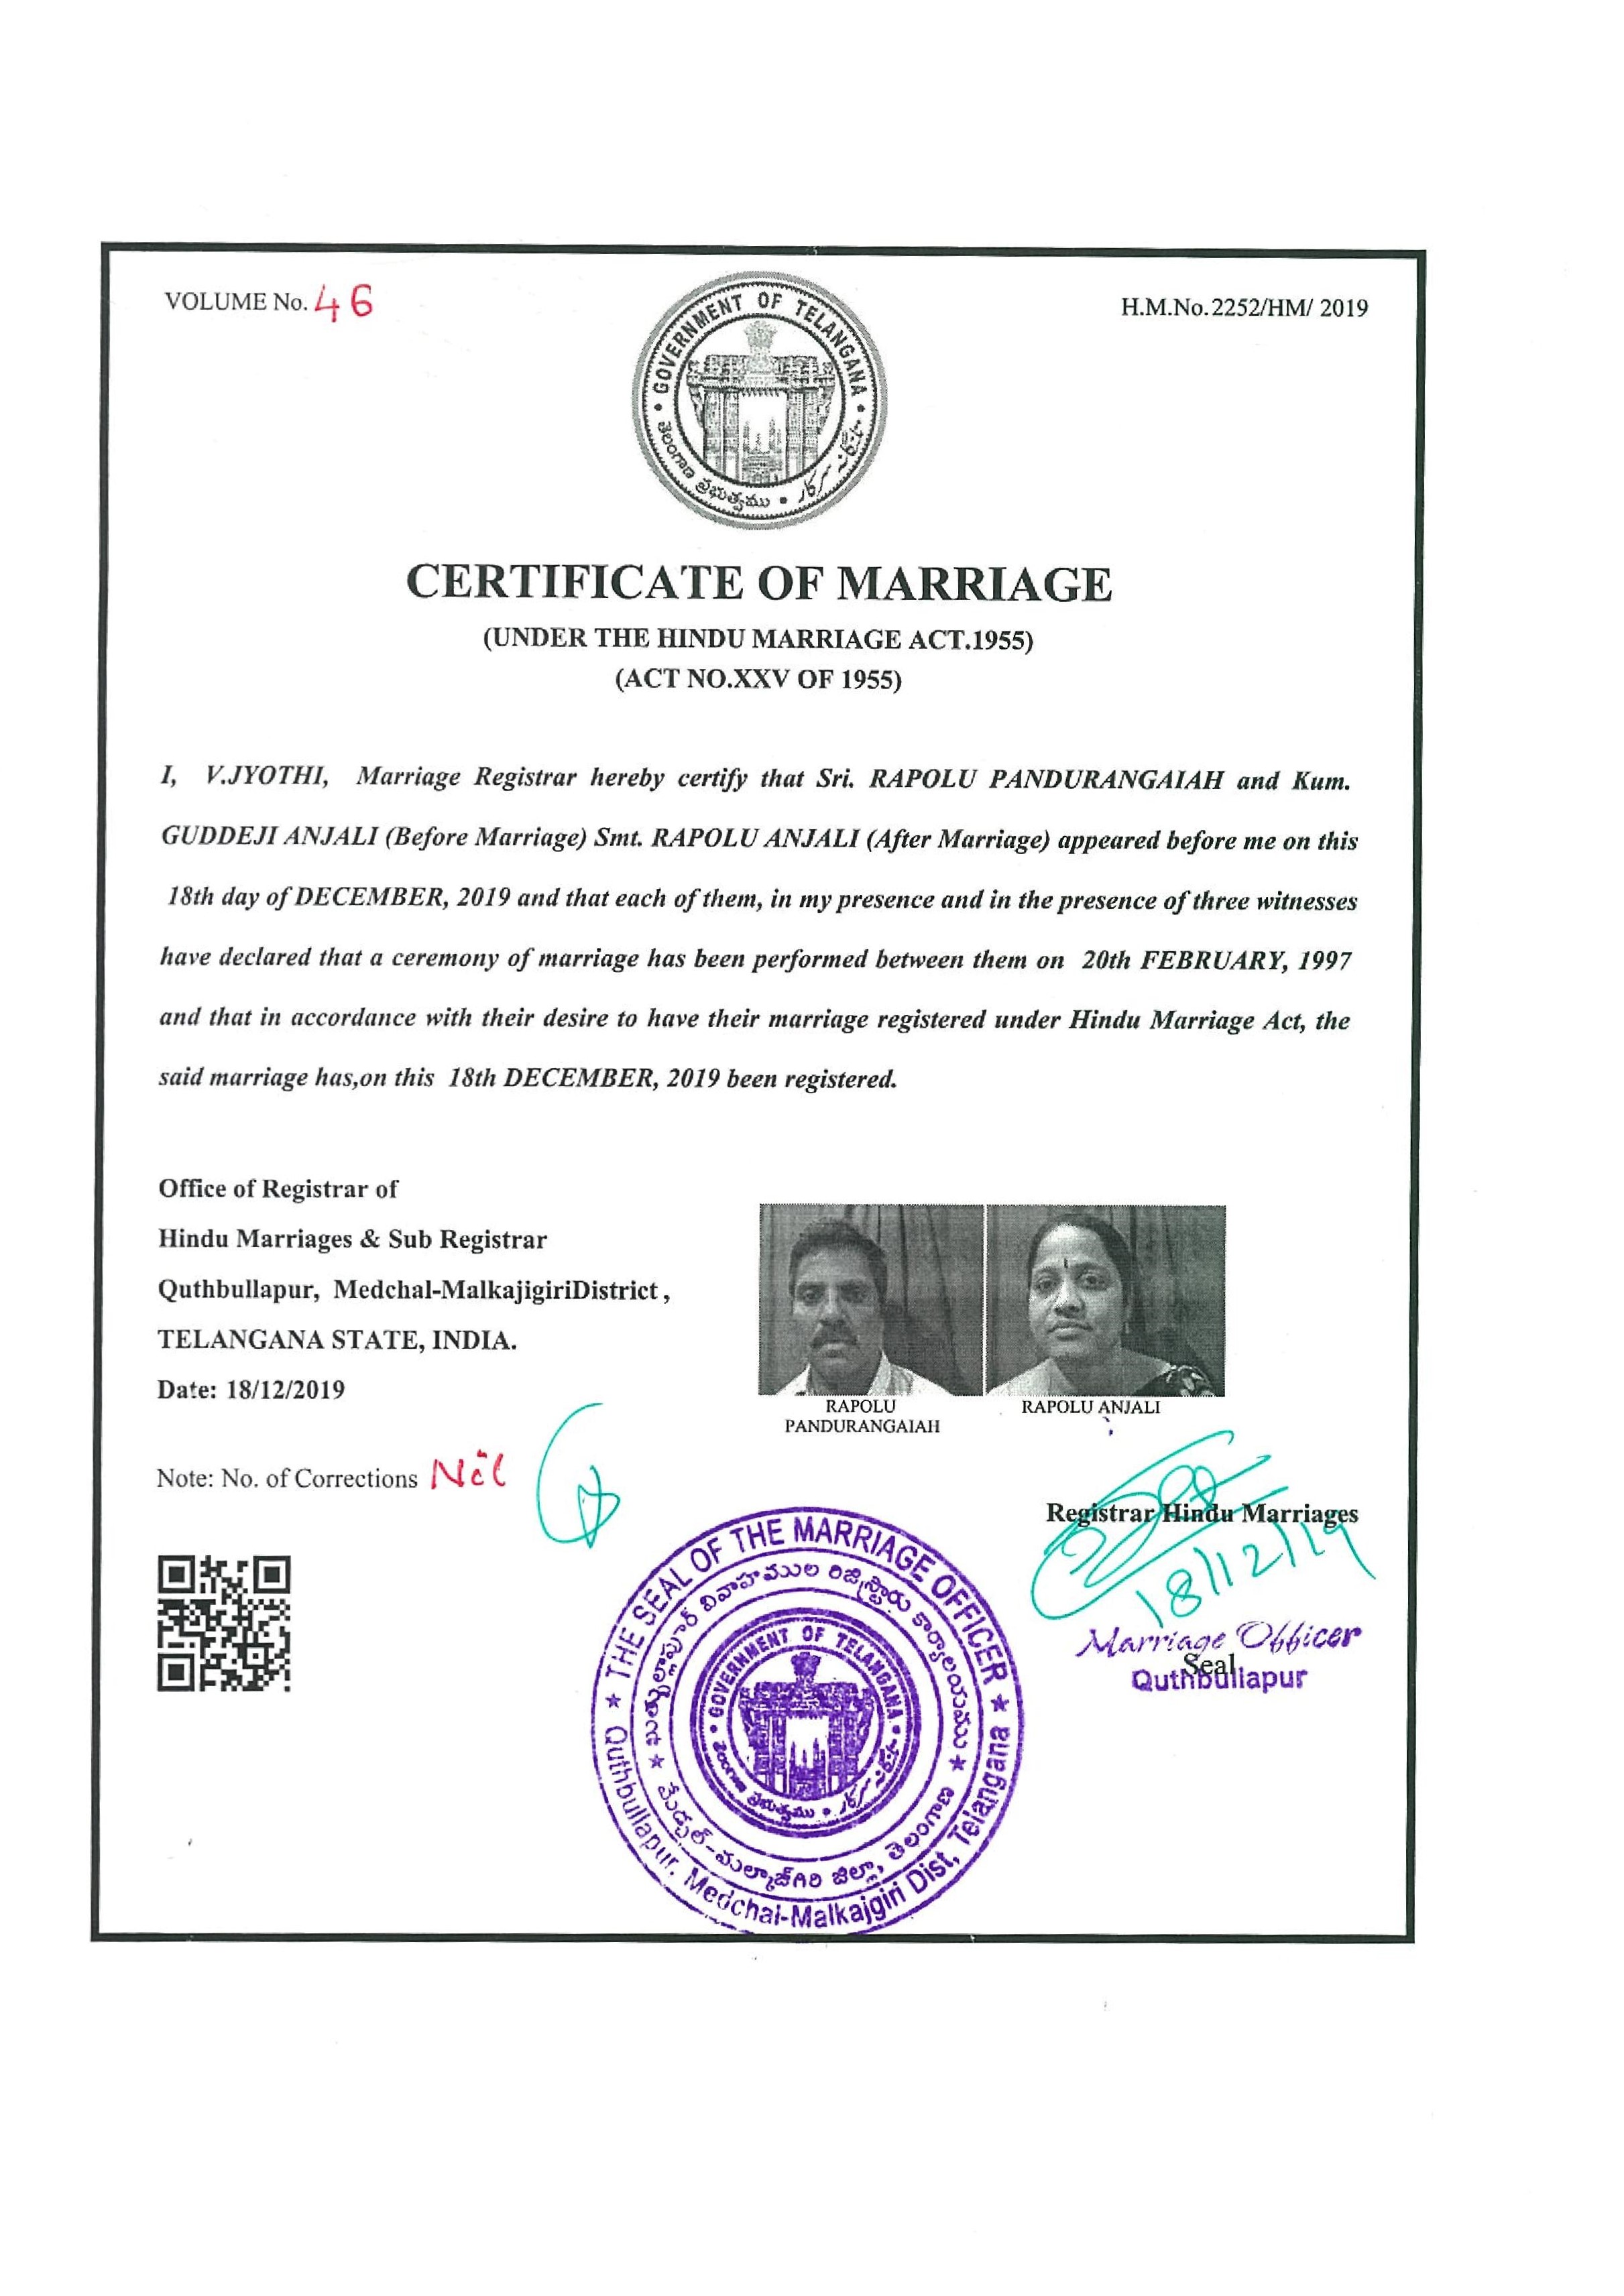 VOLUME No. 46
H.M.No.2252/HM/ 2019
GOVERNMENT OF TELANGANA
తెలంగాణ ప్రభుత్వము
CERTIFICATE OF MARRIAGE
(UNDER THE HINDU MARRIAGE ACT.1955)
(ACT NO.XXV OF 1955)
I, V.JYOTHI, Marriage Registrar hereby certify that Sri. RAPOLU PANDURANGAIAH and Kum.
GUDDEJI ANJALI (Before Marriage) Smt. RAPOLU ANJALI (After Marriage) appeared before me on this
18th day of DECEMBER, 2019 and that each of them, in my presence and in the presence of three witnesses
have declared that a ceremony of marriage has been performed between them on 20th FEBRUARY, 1997
and that in accordance with their desire to have their marriage registered under Hindu Marriage Act, the
said marriage has,on this 18th DECEMBER, 2019 been registered.
Office of Registrar of
Hindu Marriages & Sub Registrar
Quthbullapur, Medchal-MalkajigiriDistrict,
TELANGANA STATE, INDIA.
Date: 18/12/2019
RAPOLU
PANDURANGAIAH
RAPOLU ANJALI
Note: No. of Corrections Nil
Registrar Hindu Marriages
18/12/19
Marriage Officer
Seal
Quthbullapur
THE SEAL OF THE MARRIAGE OFFICER
Quthbullapur, Medchal-Malkajgiri Dist, Telangana
కుత్బుల్లాపూర్ వివాహముల రిజిస్ట్రారు కార్యాలయము
మేడ్చల్-మల్కాజ్‌గిరి జిల్లా, తెలంగాణ
GOVERNMENT OF TELANGANA
తెలంగాణ ప్రభుత్వము